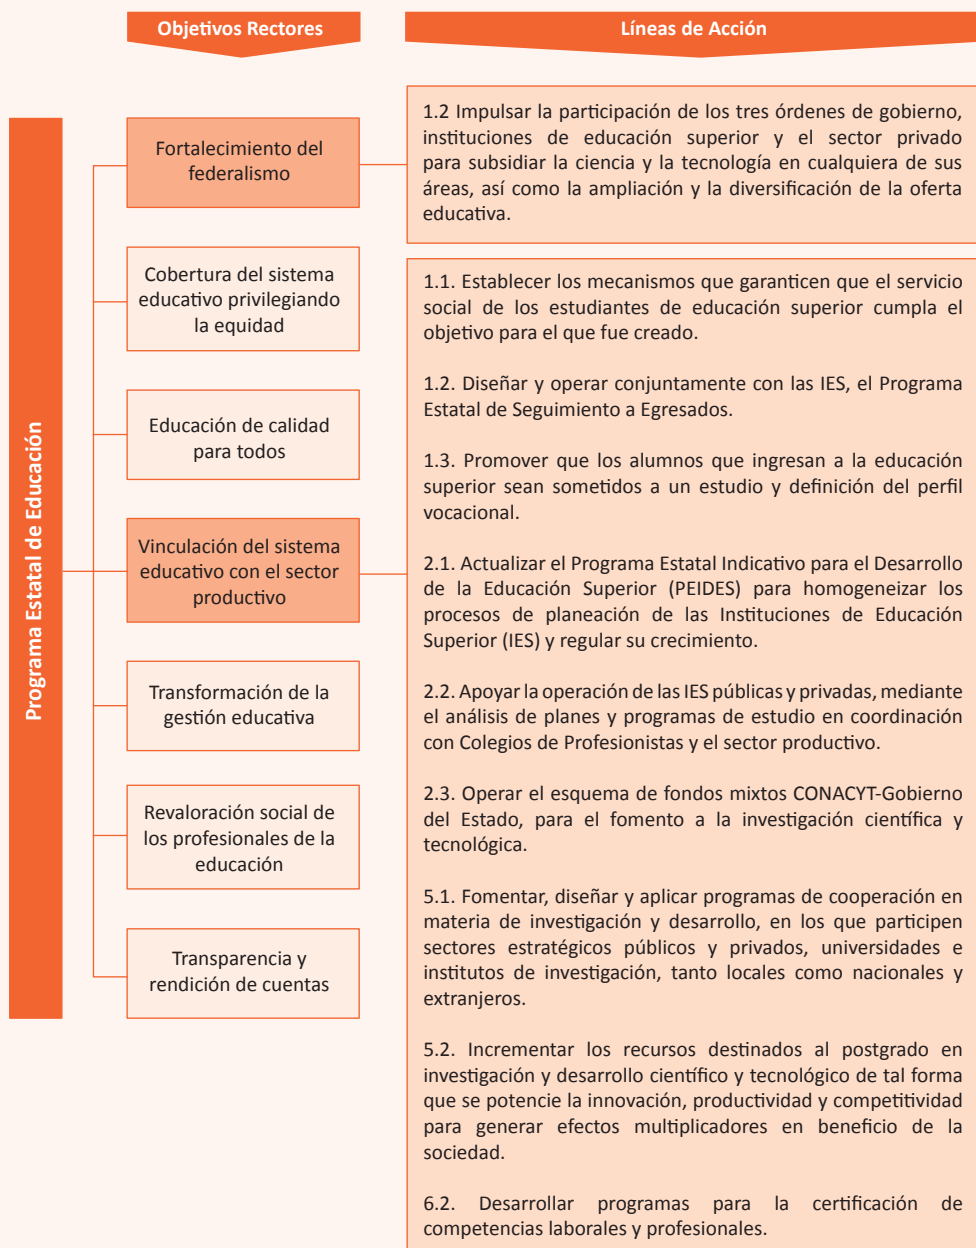 Objetivos Rectores
Líneas de Acción
Programa Estatal de Educación
Fortalecimiento del
federalismo
1.2 Impulsar la participación de los tres órdenes de gobierno,
instituciones de educación superior y el sector privado
para subsidiar la ciencia y la tecnología en cualquiera de sus
áreas, así como la ampliación y la diversificación de la oferta
educativa.
Cobertura del sistema
educativo privilegiando
la equidad
Educación de calidad
para todos
Vinculación del sistema
educativo con el sector
productivo
Transformación de la
gestión educativa
Revaloración social de
los profesionales de la
educación
Transparencia y
rendición de cuentas
1.1. Establecer los mecanismos que garanticen que el servicio
social de los estudiantes de educación superior cumpla el
objetivo para el que fue creado.
1.2. Diseñar y operar conjuntamente con las IES, el Programa
Estatal de Seguimiento a Egresados.
1.3. Promover que los alumnos que ingresan a la educación
superior sean sometidos a un estudio y definición del perfil
vocacional.
2.1. Actualizar el Programa Estatal Indicativo para el Desarrollo
de la Educación Superior (PEIDES) para homogeneizar los
procesos de planeación de las Instituciones de Educación
Superior (IES) y regular su crecimiento.
2.2. Apoyar la operación de las IES públicas y privadas, mediante
el análisis de planes y programas de estudio en coordinación
con Colegios de Profesionistas y el sector productivo.
2.3. Operar el esquema de fondos mixtos CONACYT-Gobierno
del Estado, para el fomento a la investigación científica y
tecnológica.
5.1. Fomentar, diseñar y aplicar programas de cooperación en
materia de investigación y desarrollo, en los que participen
sectores estratégicos públicos y privados, universidades e
institutos de investigación, tanto locales como nacionales y
extranjeros.
5.2. Incrementar los recursos destinados al postgrado en
investigación y desarrollo científico y tecnológico de tal forma
que se potencie la innovación, productividad y competitividad
para generar efectos multiplicadores en beneficio de la
sociedad.
6.2. Desarrollar programas para la certificación de
competencias laborales y profesionales.